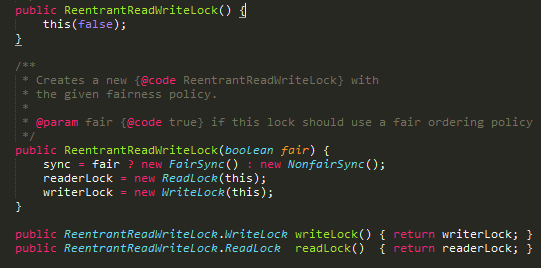 public ReentrantReadWriteLock() {
    this(false);
}

/**
 * Creates a new {@code ReentrantReadWriteLock} with
 * the given fairness policy.
 *
 * @param fair {@code true} if this lock should use a fair ordering policy
 */
public ReentrantReadWriteLock(boolean fair) {
    sync = fair ? new FairSync() : new NonfairSync();
    readerLock = new ReadLock(this);
    writerLock = new WriteLock(this);
}

public ReentrantReadWriteLock.WriteLock writeLock() { return writerLock; }
public ReentrantReadWriteLock.ReadLock  readLock()  { return readerLock; }